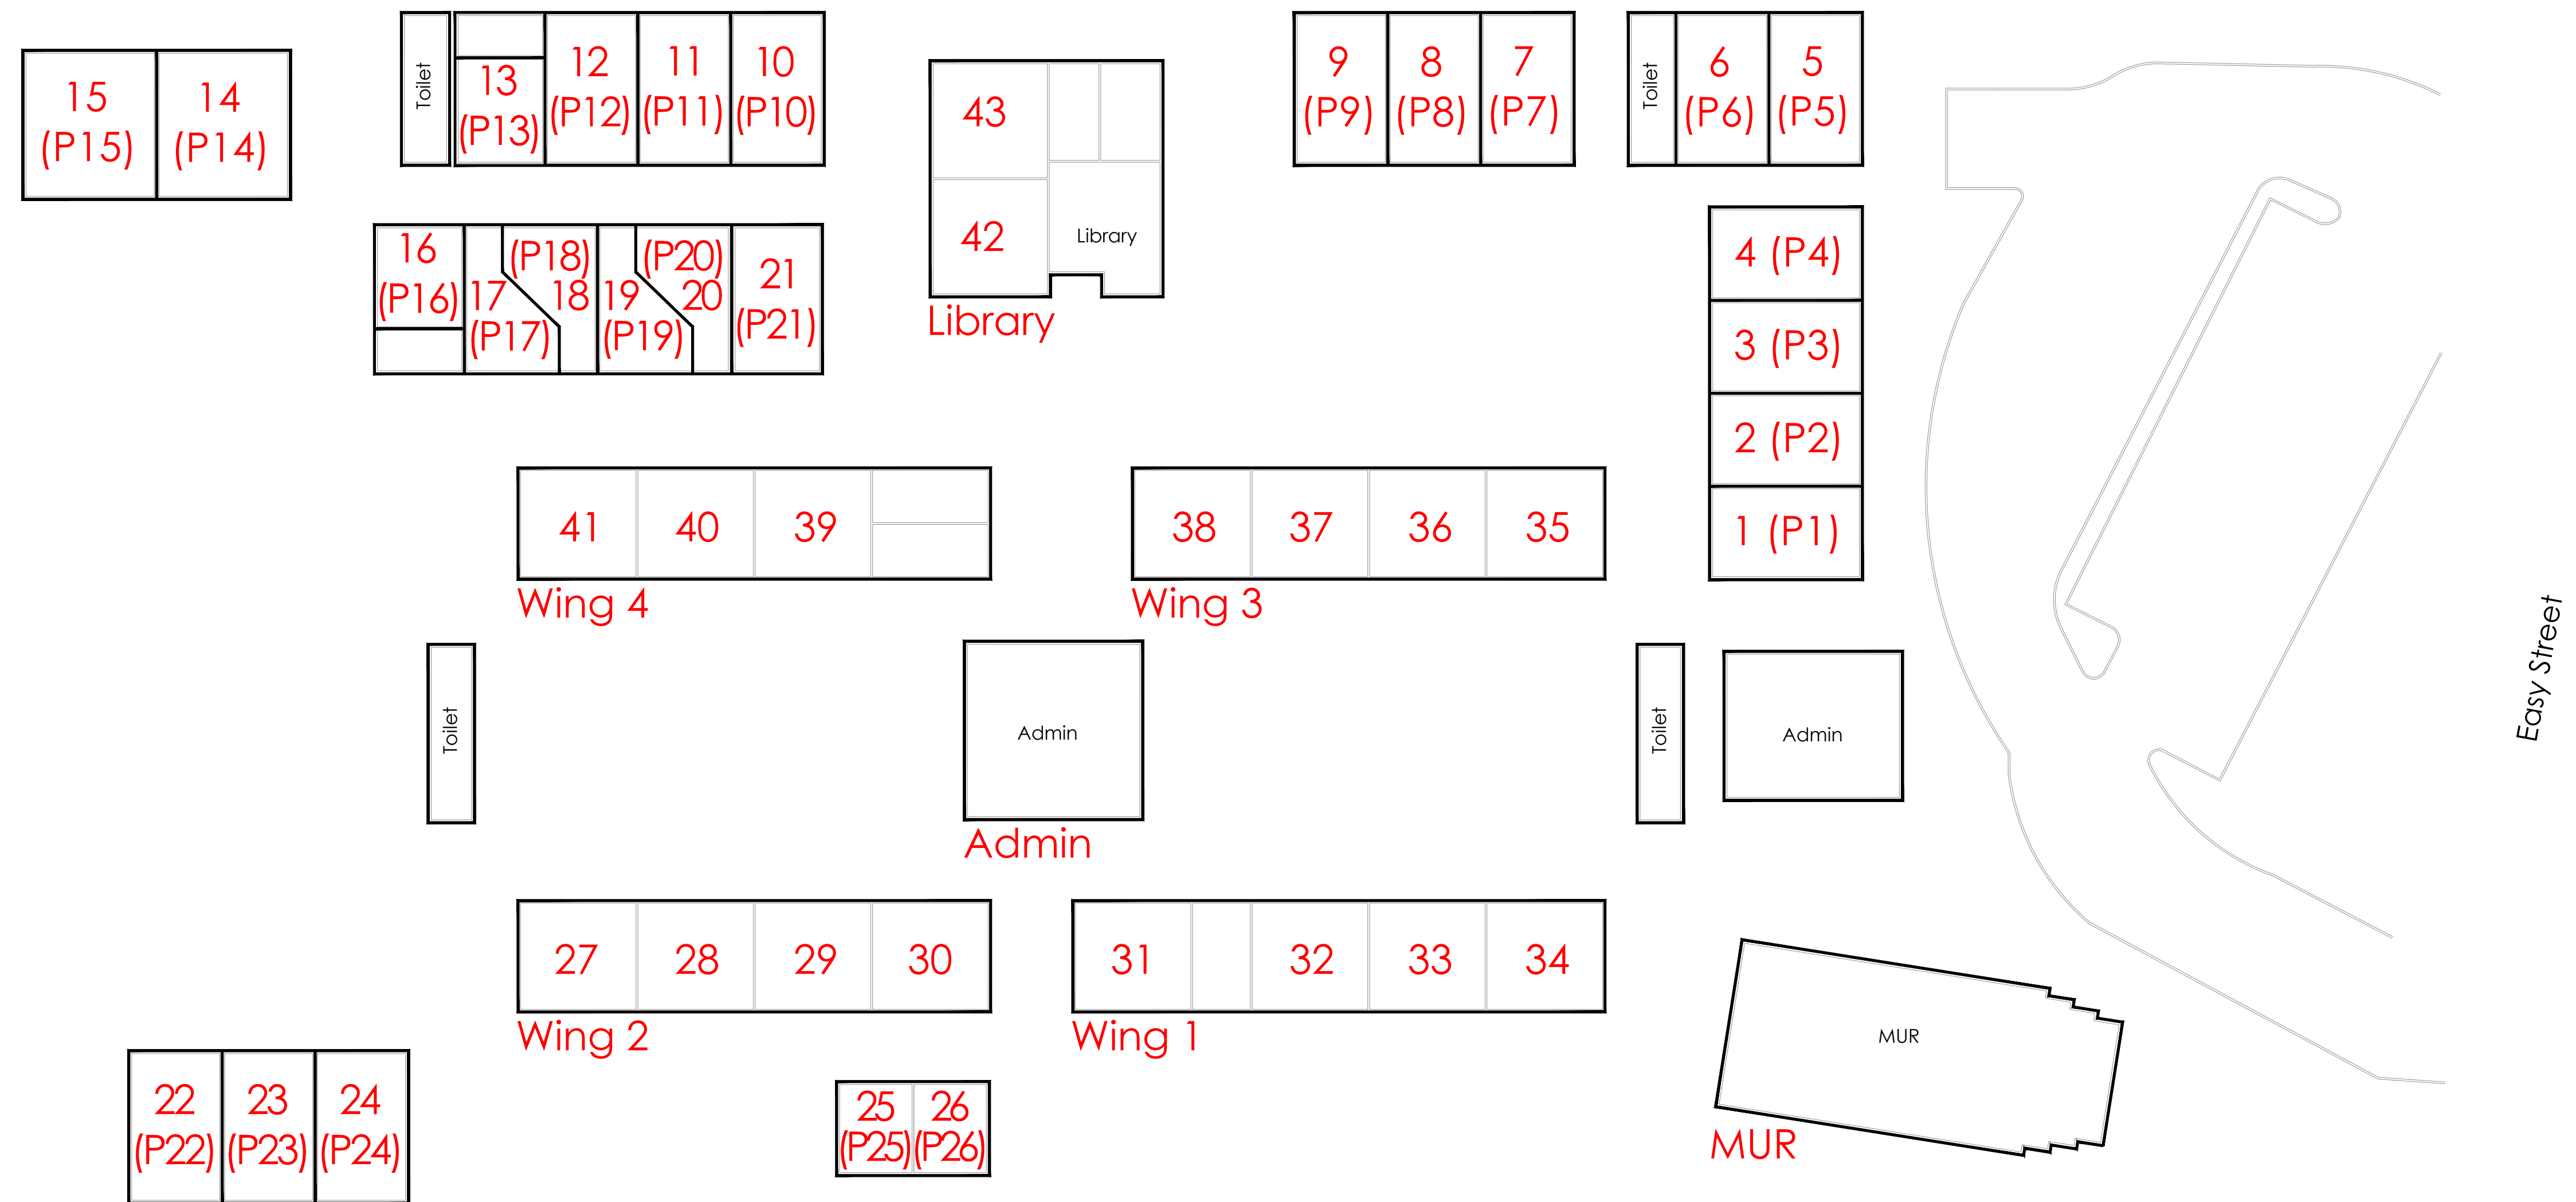 15
(P15)
14
(P14)
Toilet
13
(P13)
12
(P12)
11
(P11)
10
(P10)
43
42
Library
Library
9
(P9)
8
(P8)
7
(P7)
Toilet
6
(P6)
5
(P5)
16
(P16)
17
(P17)
(P18)
18
19
(P19)
(P20)
20
21
(P21)
4 (P4)
3 (P3)
2 (P2)
1 (P1)
41
40
39
Wing 4
38
37
36
35
Wing 3
Toilet
Admin
Admin
Toilet
Admin
Easy Street
27
28
29
30
Wing 2
31
32
33
34
Wing 1
MUR
MUR
22
(P22)
23
(P23)
24
(P24)
25
(P25)
26
(P26)